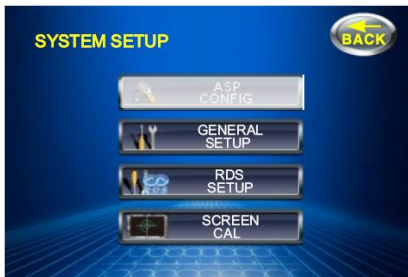 SYSTEM SETUP
BACK
ASP
CONFIG
GENERAL
SETUP
RDS
SETUP
SCREEN
CAL